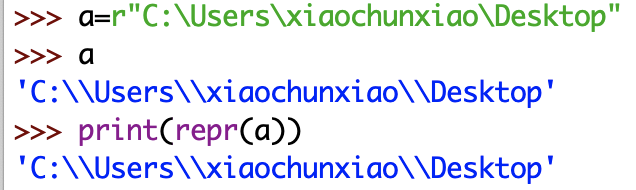 >>> a=r"C:\Users\xiaochunxiao\Desktop"
>>> a
'C:\\Users\\xiaochunxiao\\Desktop'
>>> print(repr(a))
'C:\\Users\\xiaochunxiao\\Desktop'